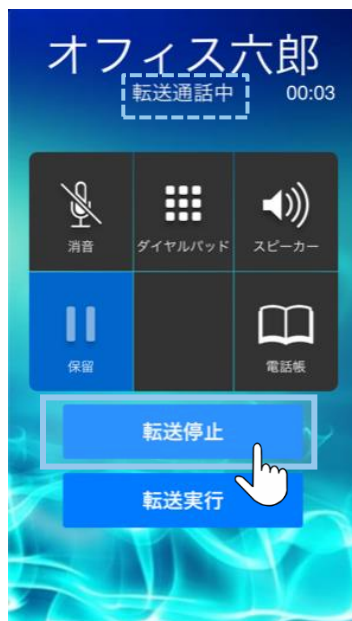 オフィス六郎
転送通話中 00:03
消音 ダイヤルパッド スピーカー
保留 電話帳
転送停止
転送実行